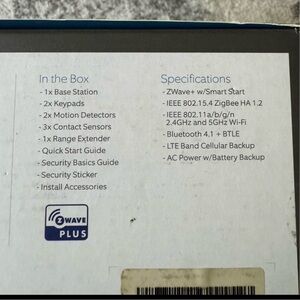 In the Box
- 1x Base Station
- 2x Keypads
- 2x Motion Detectors
- 3x Contact Sensors
- 1x Range Extender
- Quick Start Guide
- Security Basics Guide
- Security Sticker
- Install Accessories
Specifications
- ZWave+ w/Smart Start
- IEEE 802.15.4 ZigBee HA 1.2
- IEEE 802.11a/b/g/n
2.4GHz and 5GHz Wi-Fi
- Bluetooth 4.1 + BTLE
- LTE Band Cellular Backup
- AC Power w/Battery Backup
Z WAVE
PLUS